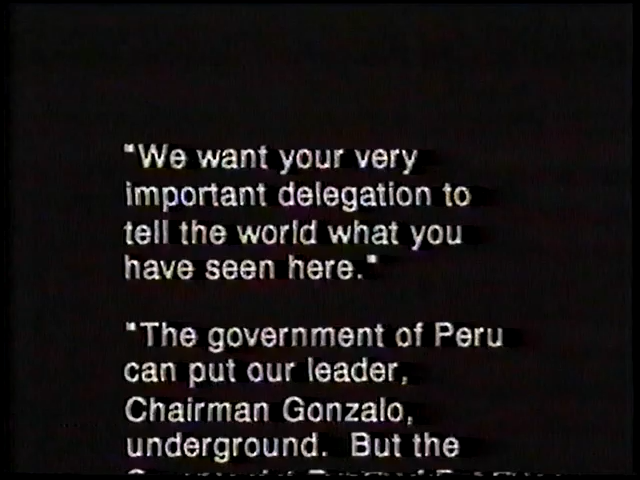 "We want your very
important delegation to
tell the world what you
have seen here."
"The government of Peru
can put our leader,
Chairman Gonzalo,
underground. But the